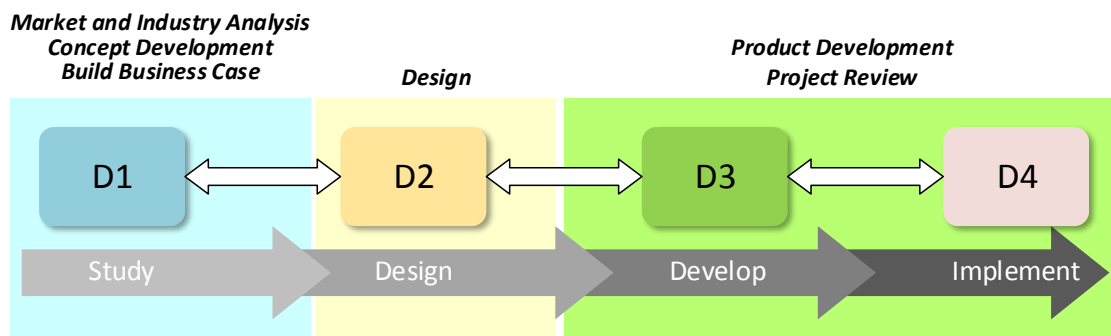 Market and Industry Analysis
Concept Development
Build Business Case
Design
Product Development
Project Review
D1
D2
D3
D4
Study
Design
Develop
Implement